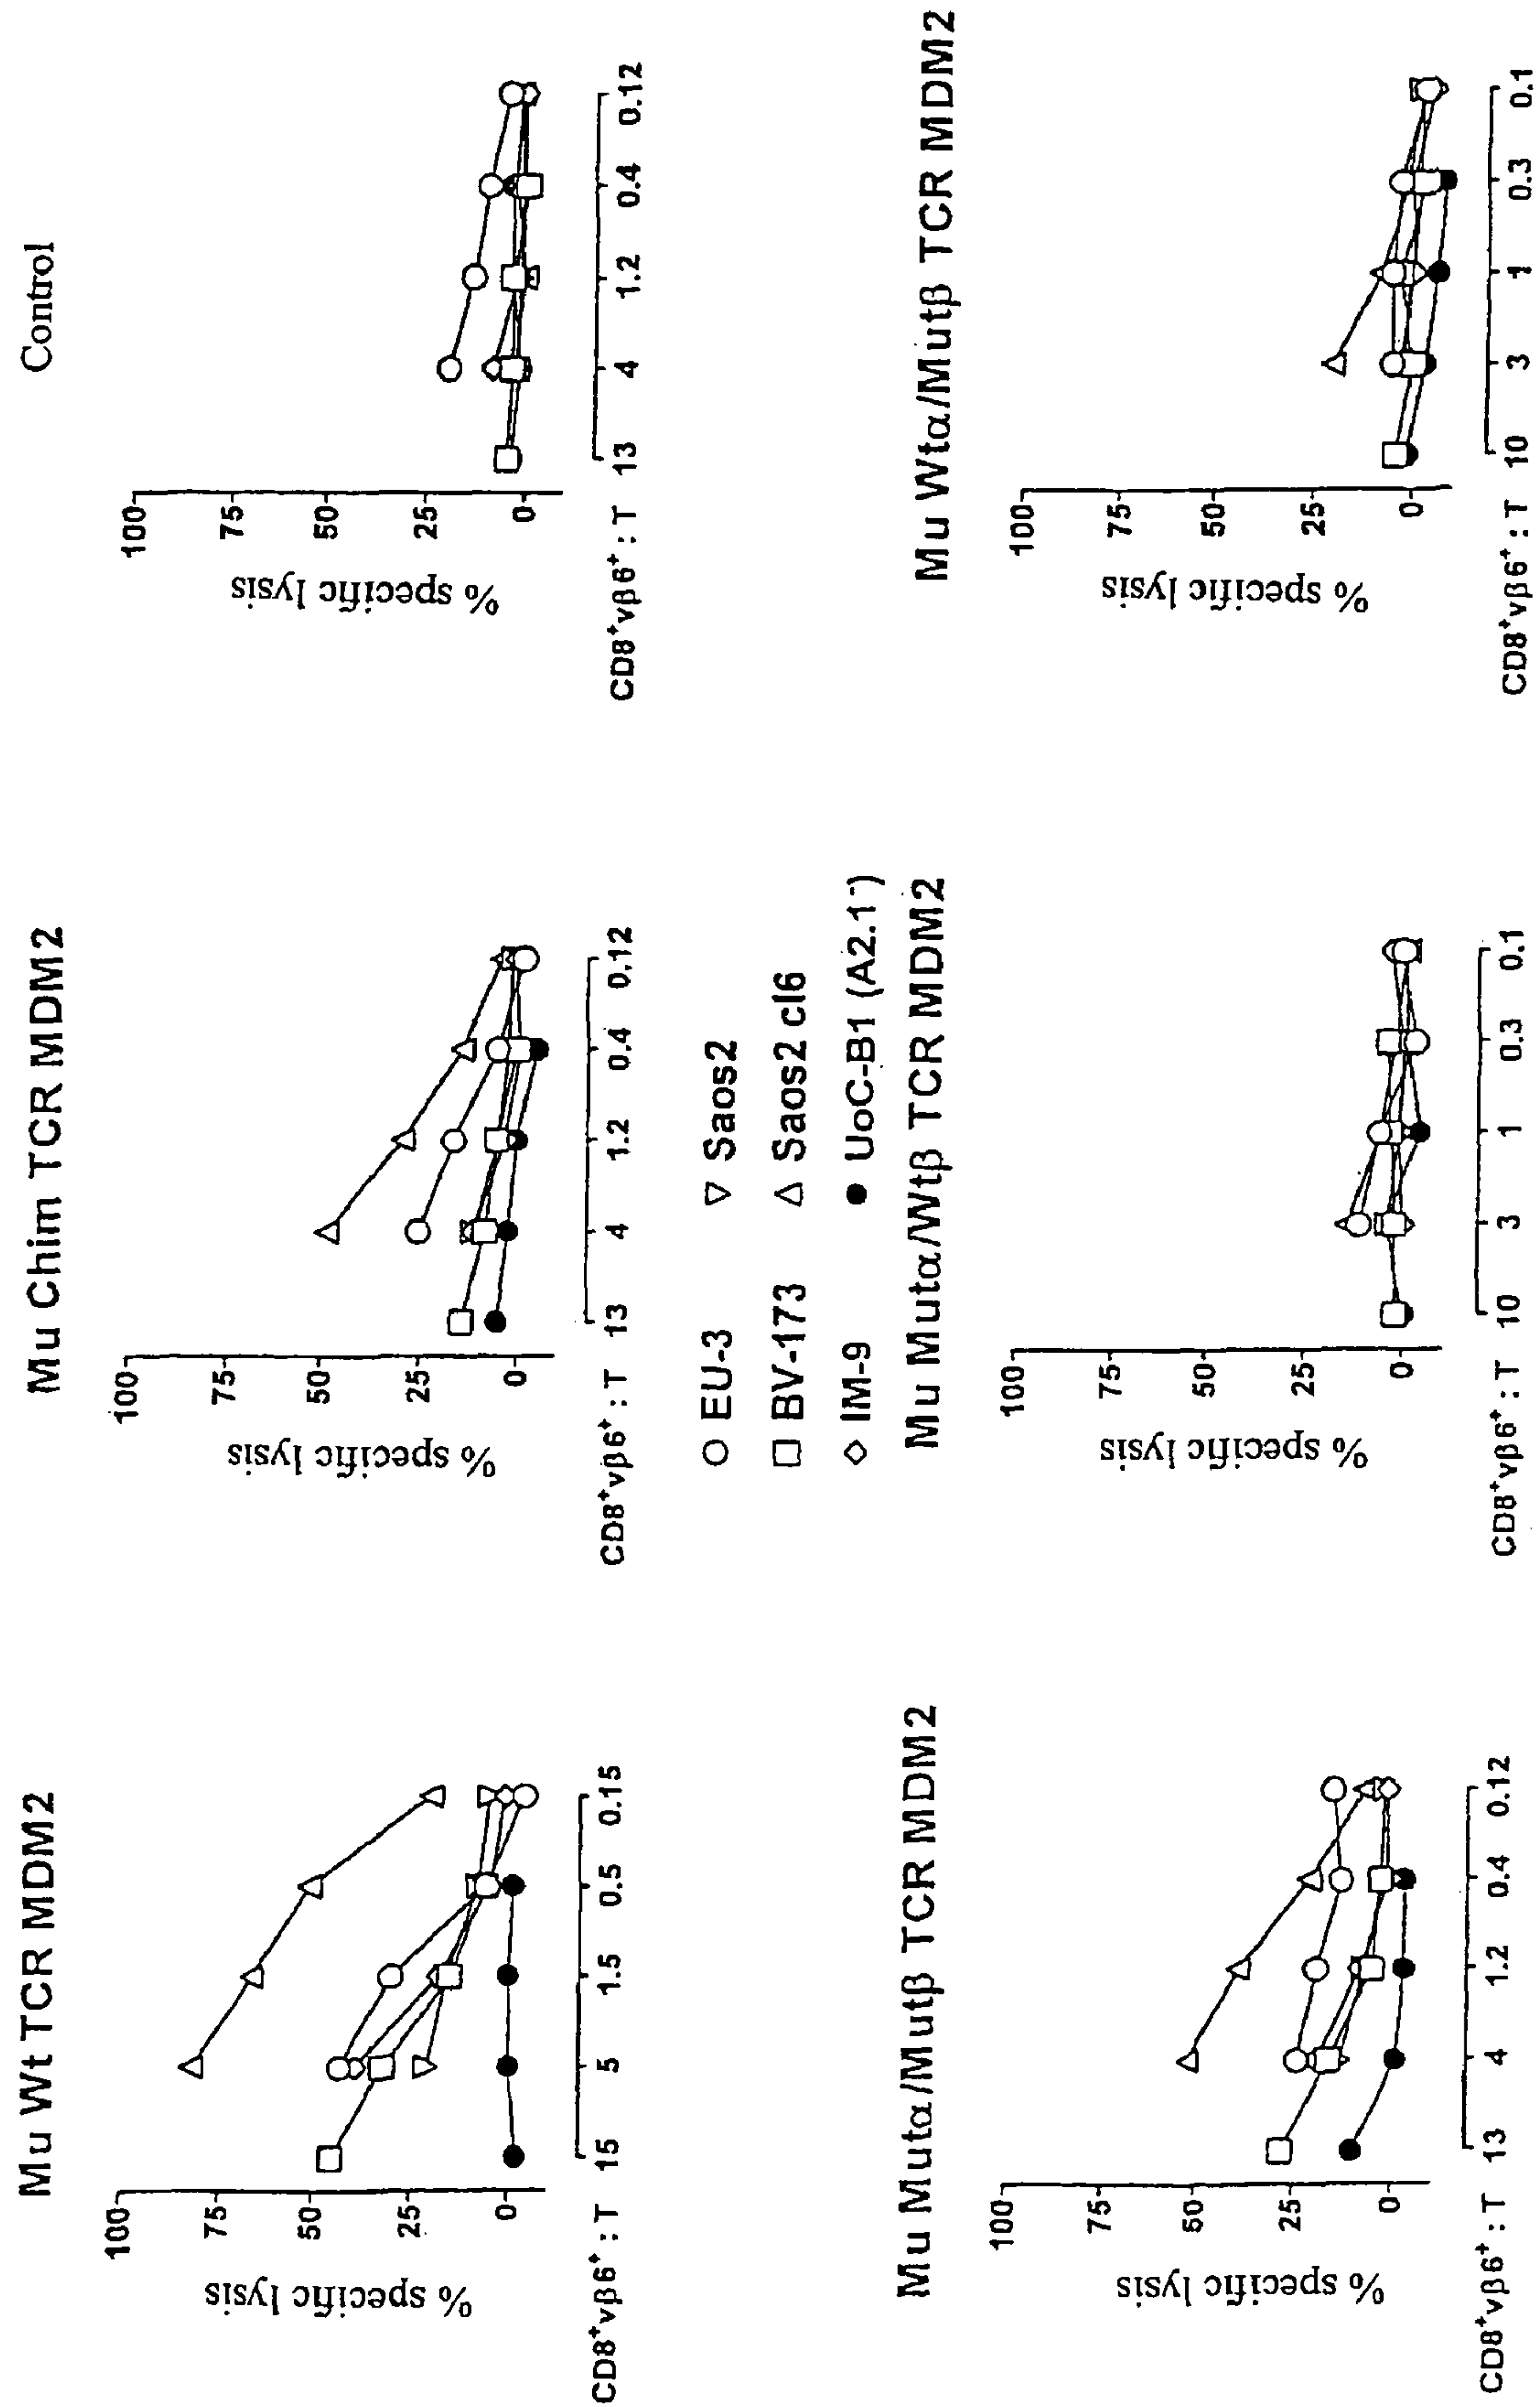 Mu Wt TCR MDM2
100
75
50
25
0
% specific lysis
CD8⁺vβ6⁺: T
15
5
1.5
0.5
0.15
Mu Chim TCR MDM2
100
75
50
25
0
% specific lysis
CD8⁺vβ6⁺: T
13
4
1.2
0.4
0.12
Control
100
75
50
25
0
% specific lysis
CD8⁺vβ6⁺: T
13
4
1.2
0.4
0.12
EU-3
Saos2
BV-173
Saos2 cl6
IM-9
UoC-B1 (A2.1⁻)
Mu Mutα/Mutβ TCR MDM2
100
75
50
25
0
% specific lysis
CD8⁺vβ6⁺: T
13
4
1.2
0.4
0.12
Mu Mutα/Wtβ TCR MDM2
100
75
50
25
0
% specific lysis
CD8⁺vβ6⁺: T
10
3
1
0.3
0.1
Mu Wtα/Mutβ TCR MDM2
100
75
50
25
0
% specific lysis
CD8⁺vβ6⁺: T
10
3
1
0.3
0.1